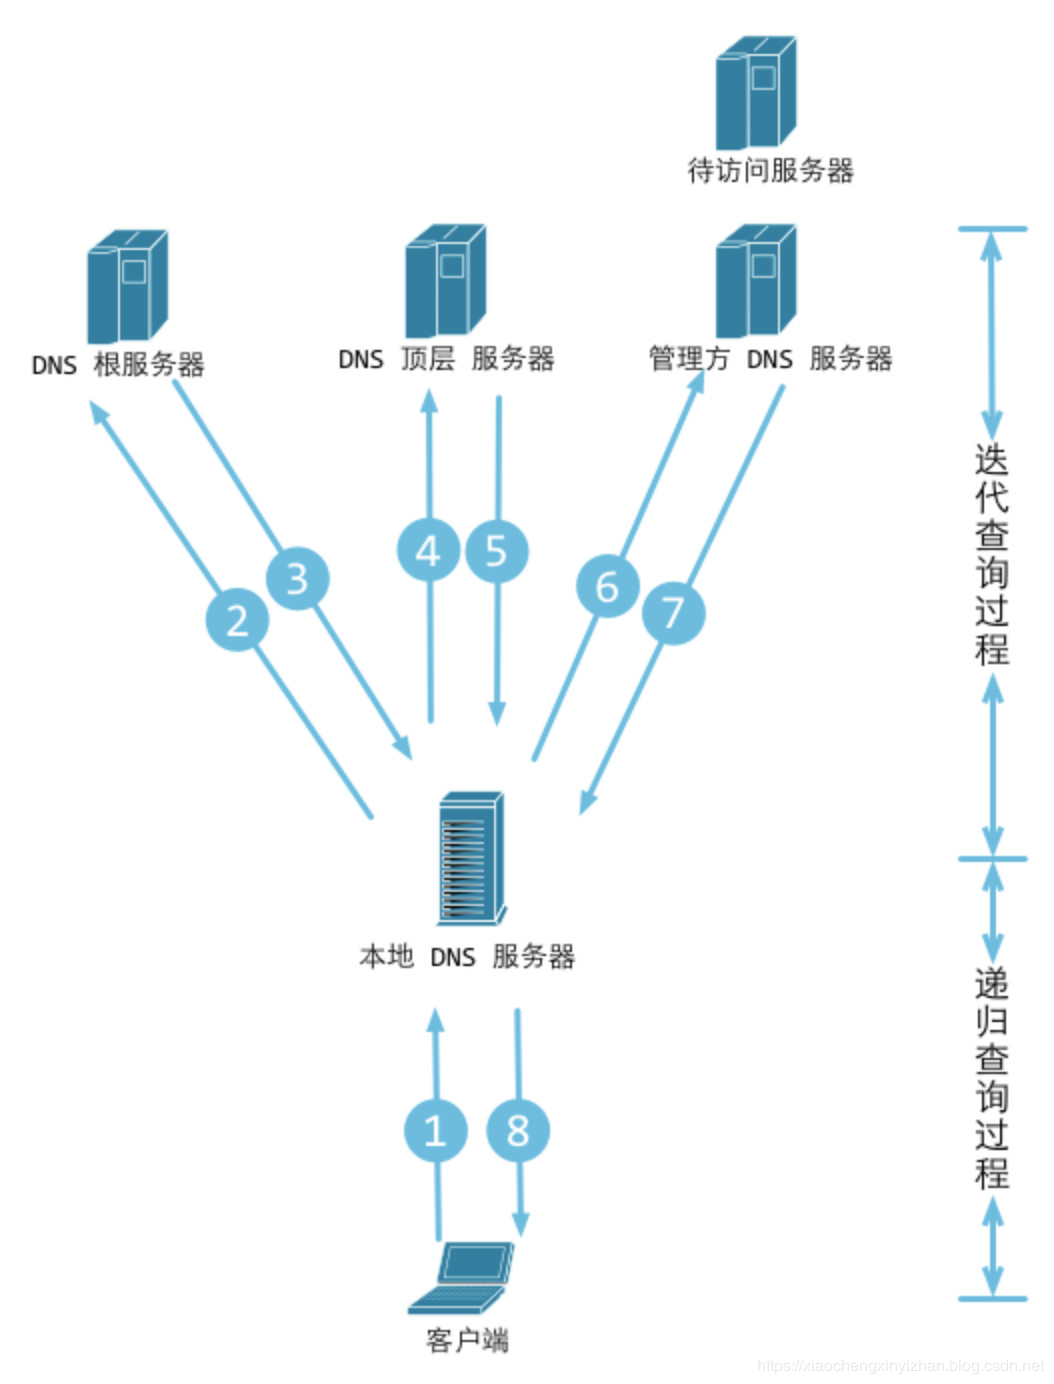 待访问服务器
DNS 根服务器
DNS 顶层 服务器
管理方 DNS 服务器
2
3
4
5
6
7
迭代查询过程
本地 DNS 服务器
递归查询过程
1
8
客户端
https://xiaochengxinyizhan.blog.csdn.net